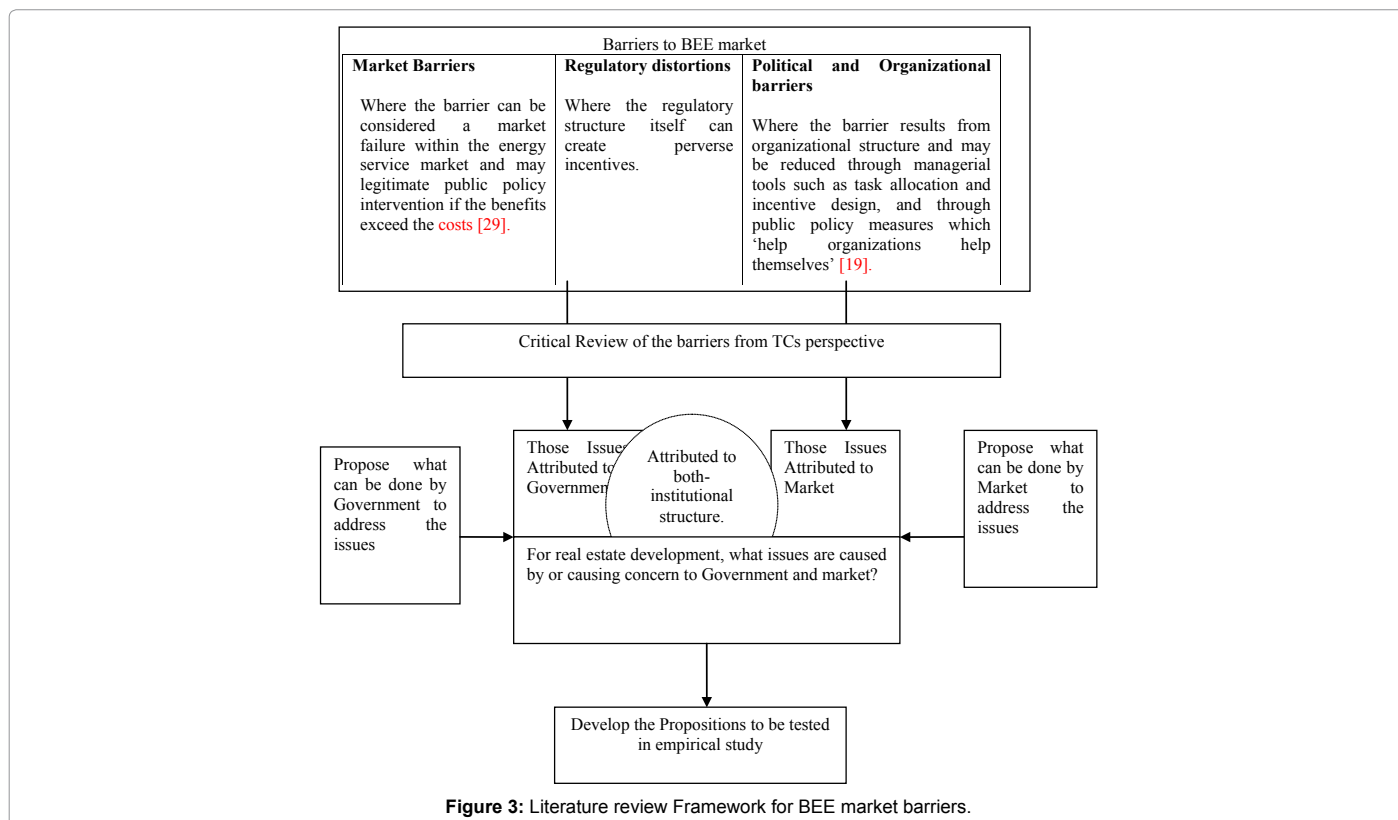 Barriers to BEE market
Market Barriers
Where the barrier can be
considered a market
failure within the energy
service market and may
legitimate public policy
intervention if the benefits
exceed the costs [29].
Regulatory distortions
Where the regulatory
structure itself can
create perverse
incentives.
Political and Organizational
barriers
Where the barrier results from
organizational structure and may
be reduced through managerial
tools such as task allocation and
incentive design, and through
public policy measures which
‘help organizations help
themselves’ [19].
Critical Review of the barriers from TCs perspective
Propose what
can be done by
Government to
address the
issues
Those Issues
Attributed to
Government
Attributed to
both-
institutional
structure.
Those Issues
Attributed to
Market
Propose what
can be done by
Market to
address the
issues
For real estate development, what issues are caused
by or causing concern to Government and market?
Develop the Propositions to be tested
in empirical study
Figure 3: Literature review Framework for BEE market barriers.